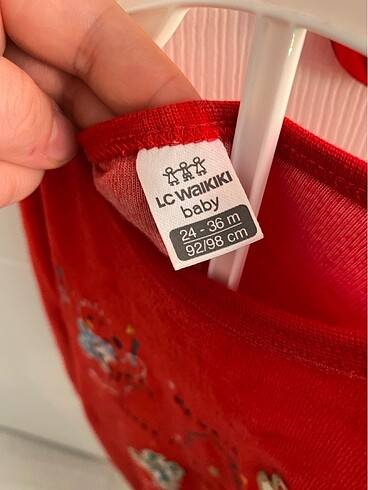 LC WAIKIKI
baby
24 - 36 m
92/98 cm